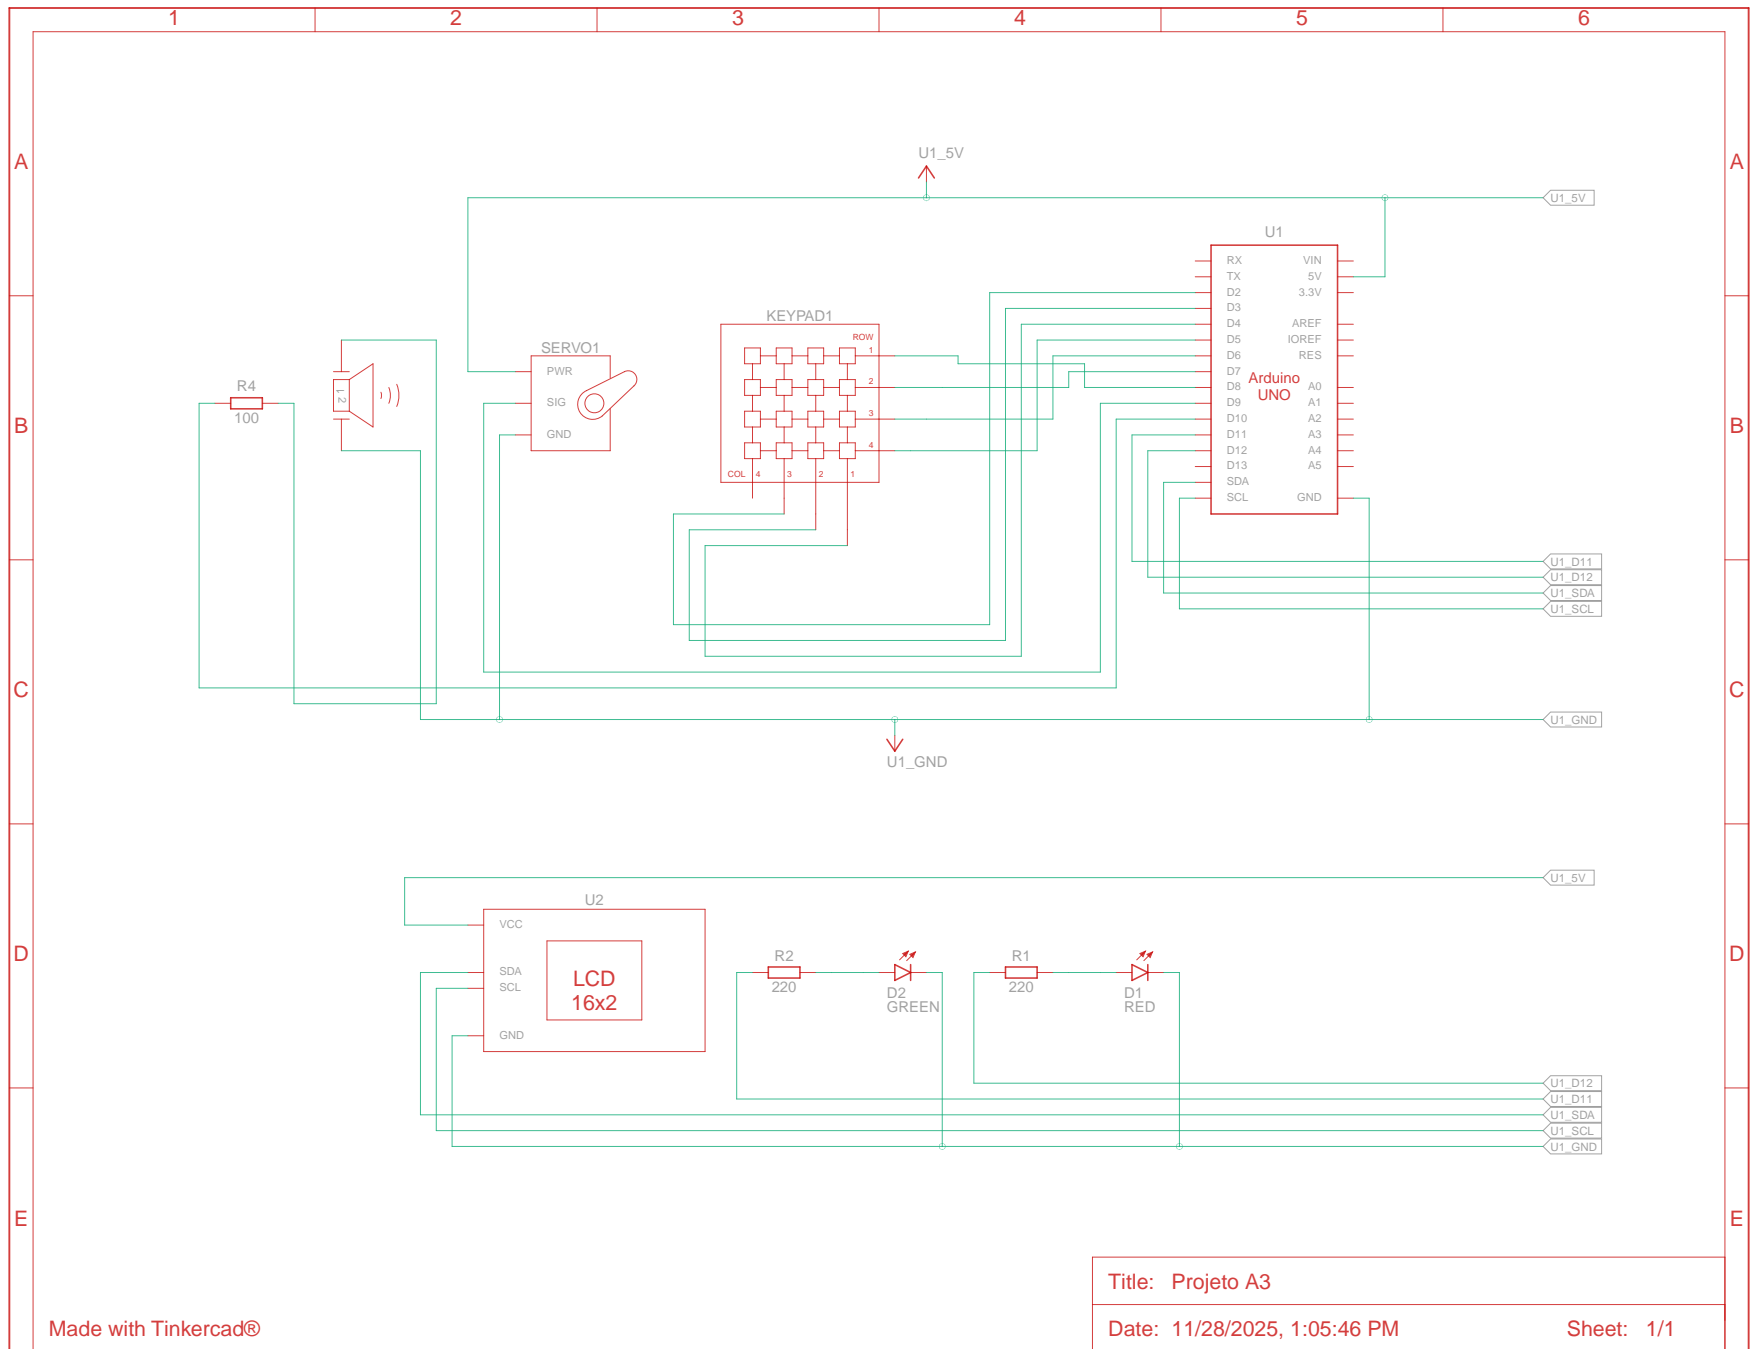 1 2 3 4 5 6
A A
U1_5V
U1_5V
U1
RX VIN
TX 5V
D2 3.3V
D3
D4 AREF
D5 IOREF
D6 RES
D7
D8 A0
D9 A1
D10 A2
D11 A3
D12 A4
D13 A5
SDA
SCL GND
Arduino
UNO
KEYPAD1
ROW
1
2
3
4
COL 4 3 2 1
SERVO1
PWR
SIG
GND
R4
100
1 2
B B
U1_D11
U1_D12
U1_SDA
U1_SCL
C C
U1_GND
U1_GND
U1_5V
U2
VCC
SDA
SCL
GND
LCD
16x2
D D
R2
220
D2
GREEN
R1
220
D1
RED
U1_D12
U1_D11
U1_SDA
U1_SCL
U1_GND
E E
Title: Projeto A3
Made with Tinkercad®
Date: 11/28/2025, 1:05:46 PM Sheet: 1/1